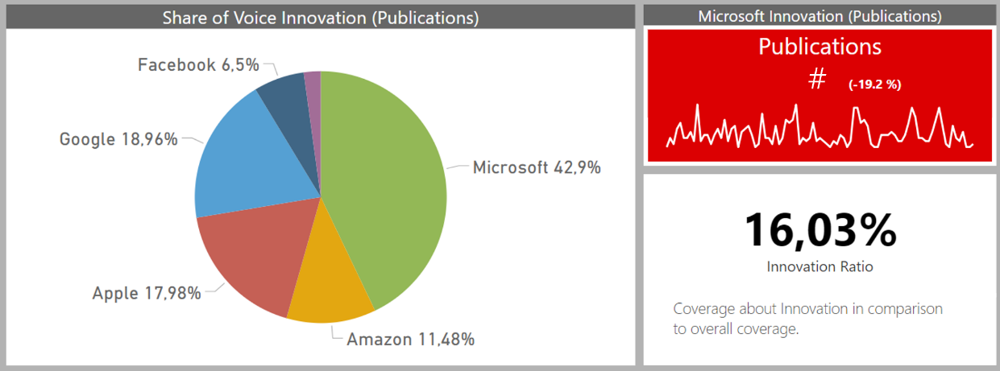 Share of Voice Innovation (Publications)
Facebook 6,5%
Google 18,96%
Microsoft 42,9%
Apple 17,98%
Amazon 11,48%
Microsoft Innovation (Publications)
Publications
# (-19.2 %)
16,03%
Innovation Ratio
Coverage about Innovation in comparison
to overall coverage.